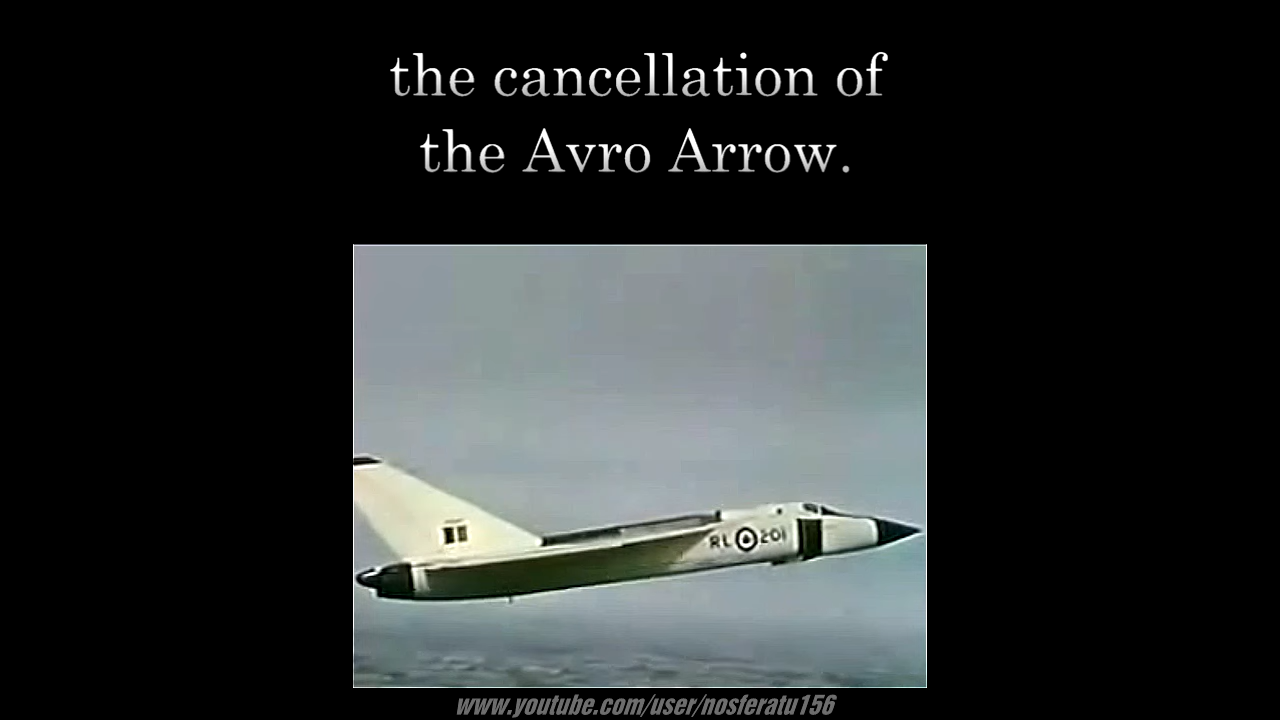 the cancellation of
the Avro Arrow.
RL 201
www.youtube.com/user/nosferatu156